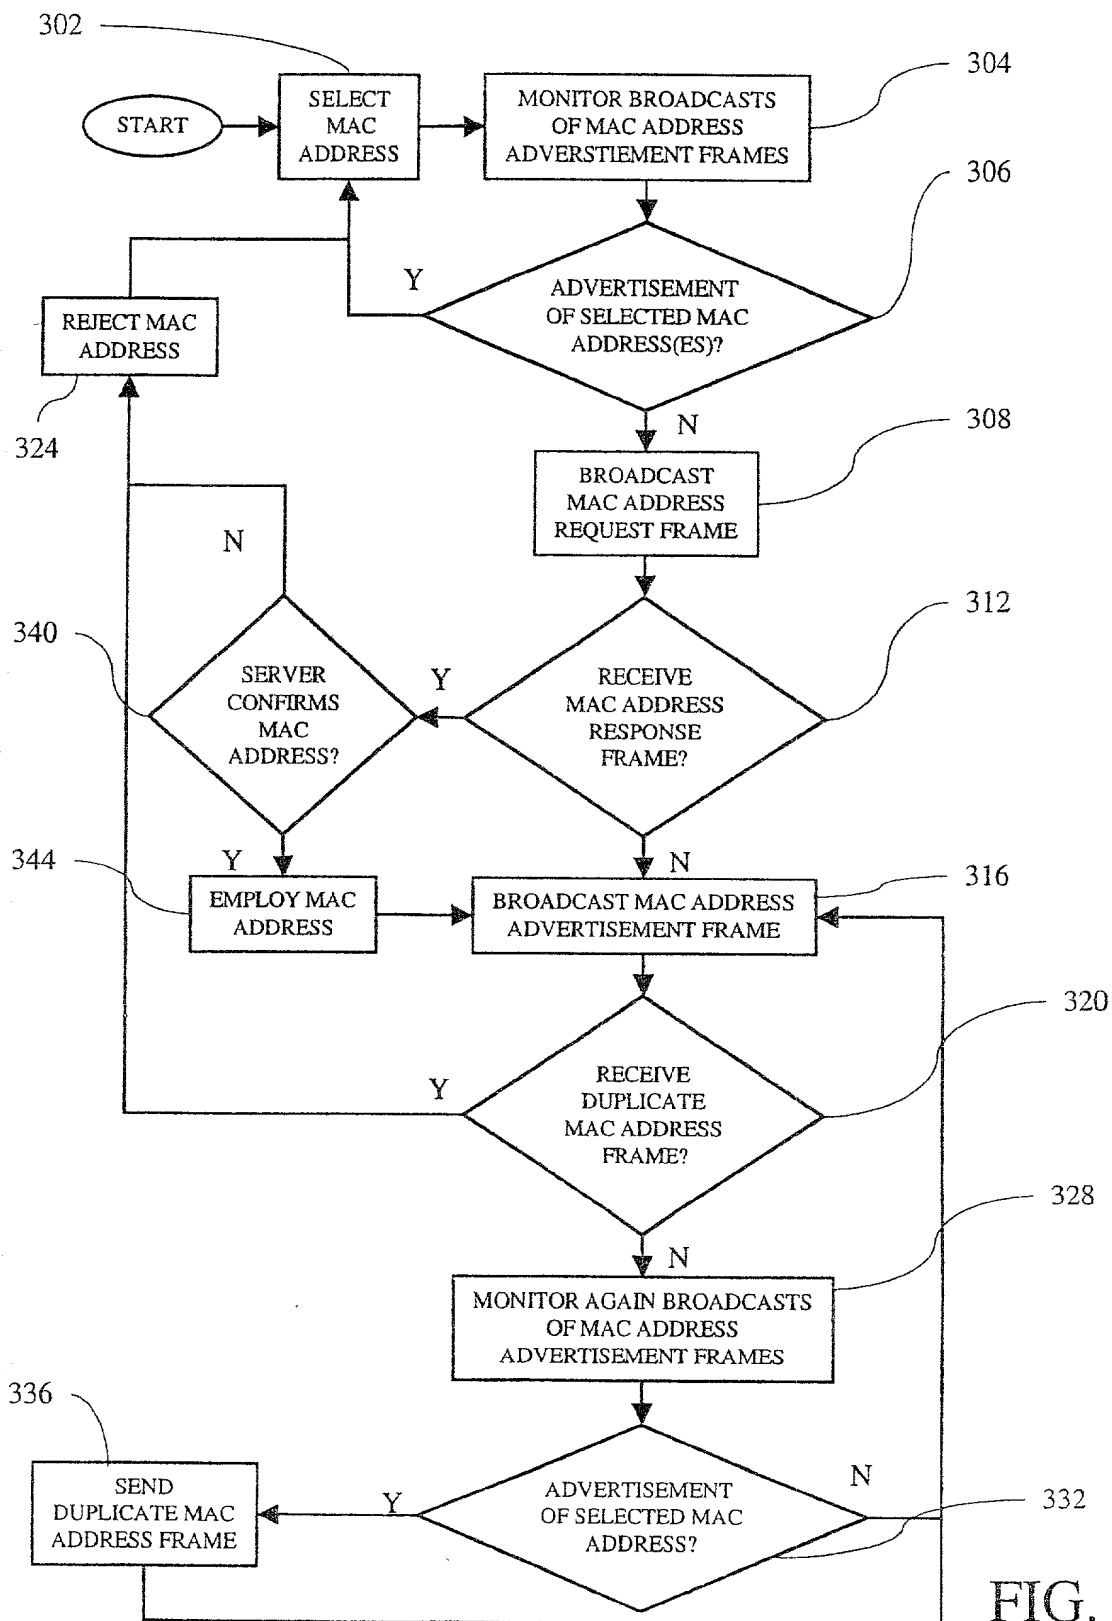 302
304
START
SELECT
MAC
ADDRESS
MONITOR BROADCASTS
OF MAC ADDRESS
ADVERSTIEMENT FRAMES
306
Y
ADVERTISEMENT
OF SELECTED MAC
ADDRESS(ES)?
REJECT MAC
ADDRESS
324
N
308
BROADCAST
MAC ADDRESS
REQUEST FRAME
N
312
340
SERVER
CONFIRMS
MAC
ADDRESS?
Y
RECEIVE
MAC ADDRESS
RESPONSE
FRAME?
344
Y
N
316
EMPLOY MAC
ADDRESS
BROADCAST MAC ADDRESS
ADVERTISEMENT FRAME
320
Y
RECEIVE
DUPLICATE
MAC ADDRESS
FRAME?
328
N
MONITOR AGAIN BROADCASTS
OF MAC ADDRESS
ADVERTISEMENT FRAMES
336
SEND
DUPLICATE MAC
ADDRESS FRAME
Y
ADVERTISEMENT
OF SELECTED MAC
ADDRESS?
N
332
FIG.